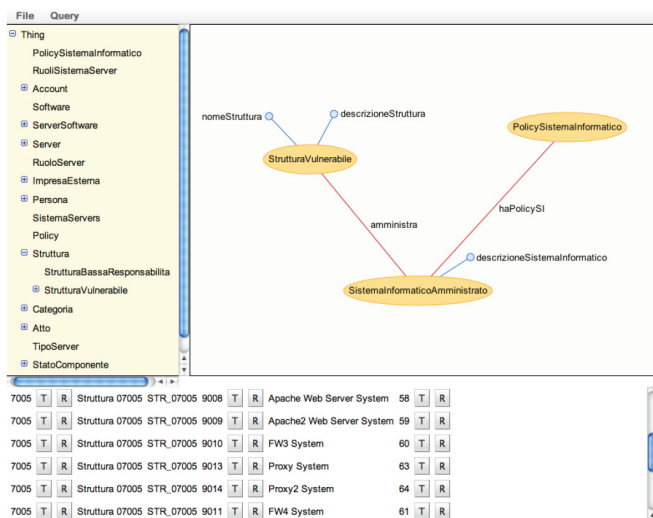 File Query
Thing
PolicySistemaInformatico
RuoliSistemaServer
Account
Software
ServerSoftware
Server
RuoloServer
ImpresaEsterna
Persona
SistemaServers
Policy
Struttura
StrutturaBassaResponsabilita
StrutturaVulnerabile
Categoria
Atto
TipoServer
StatoComponente
nomeStruttura
descrizioneStruttura
PolicySistemaInformatico
StrutturaVulnerabile
haPolicySI
amministra
descrizioneSistemaInformatico
SistemaInformaticoAmministrato
7005 T R Struttura 07005 STR_07005 9008 T R Apache Web Server System 58 T R
7005 T R Struttura 07005 STR_07005 9009 T R Apache2 Web Server System 59 T R
7005 T R Struttura 07005 STR_07005 9010 T R FW3 System 60 T R
7005 T R Struttura 07005 STR_07005 9013 T R Proxy System 63 T R
7005 T R Struttura 07005 STR_07005 9014 T R Proxy2 System 64 T R
7005 T R Struttura 07005 STR_07005 9011 T R FW4 System 61 T R